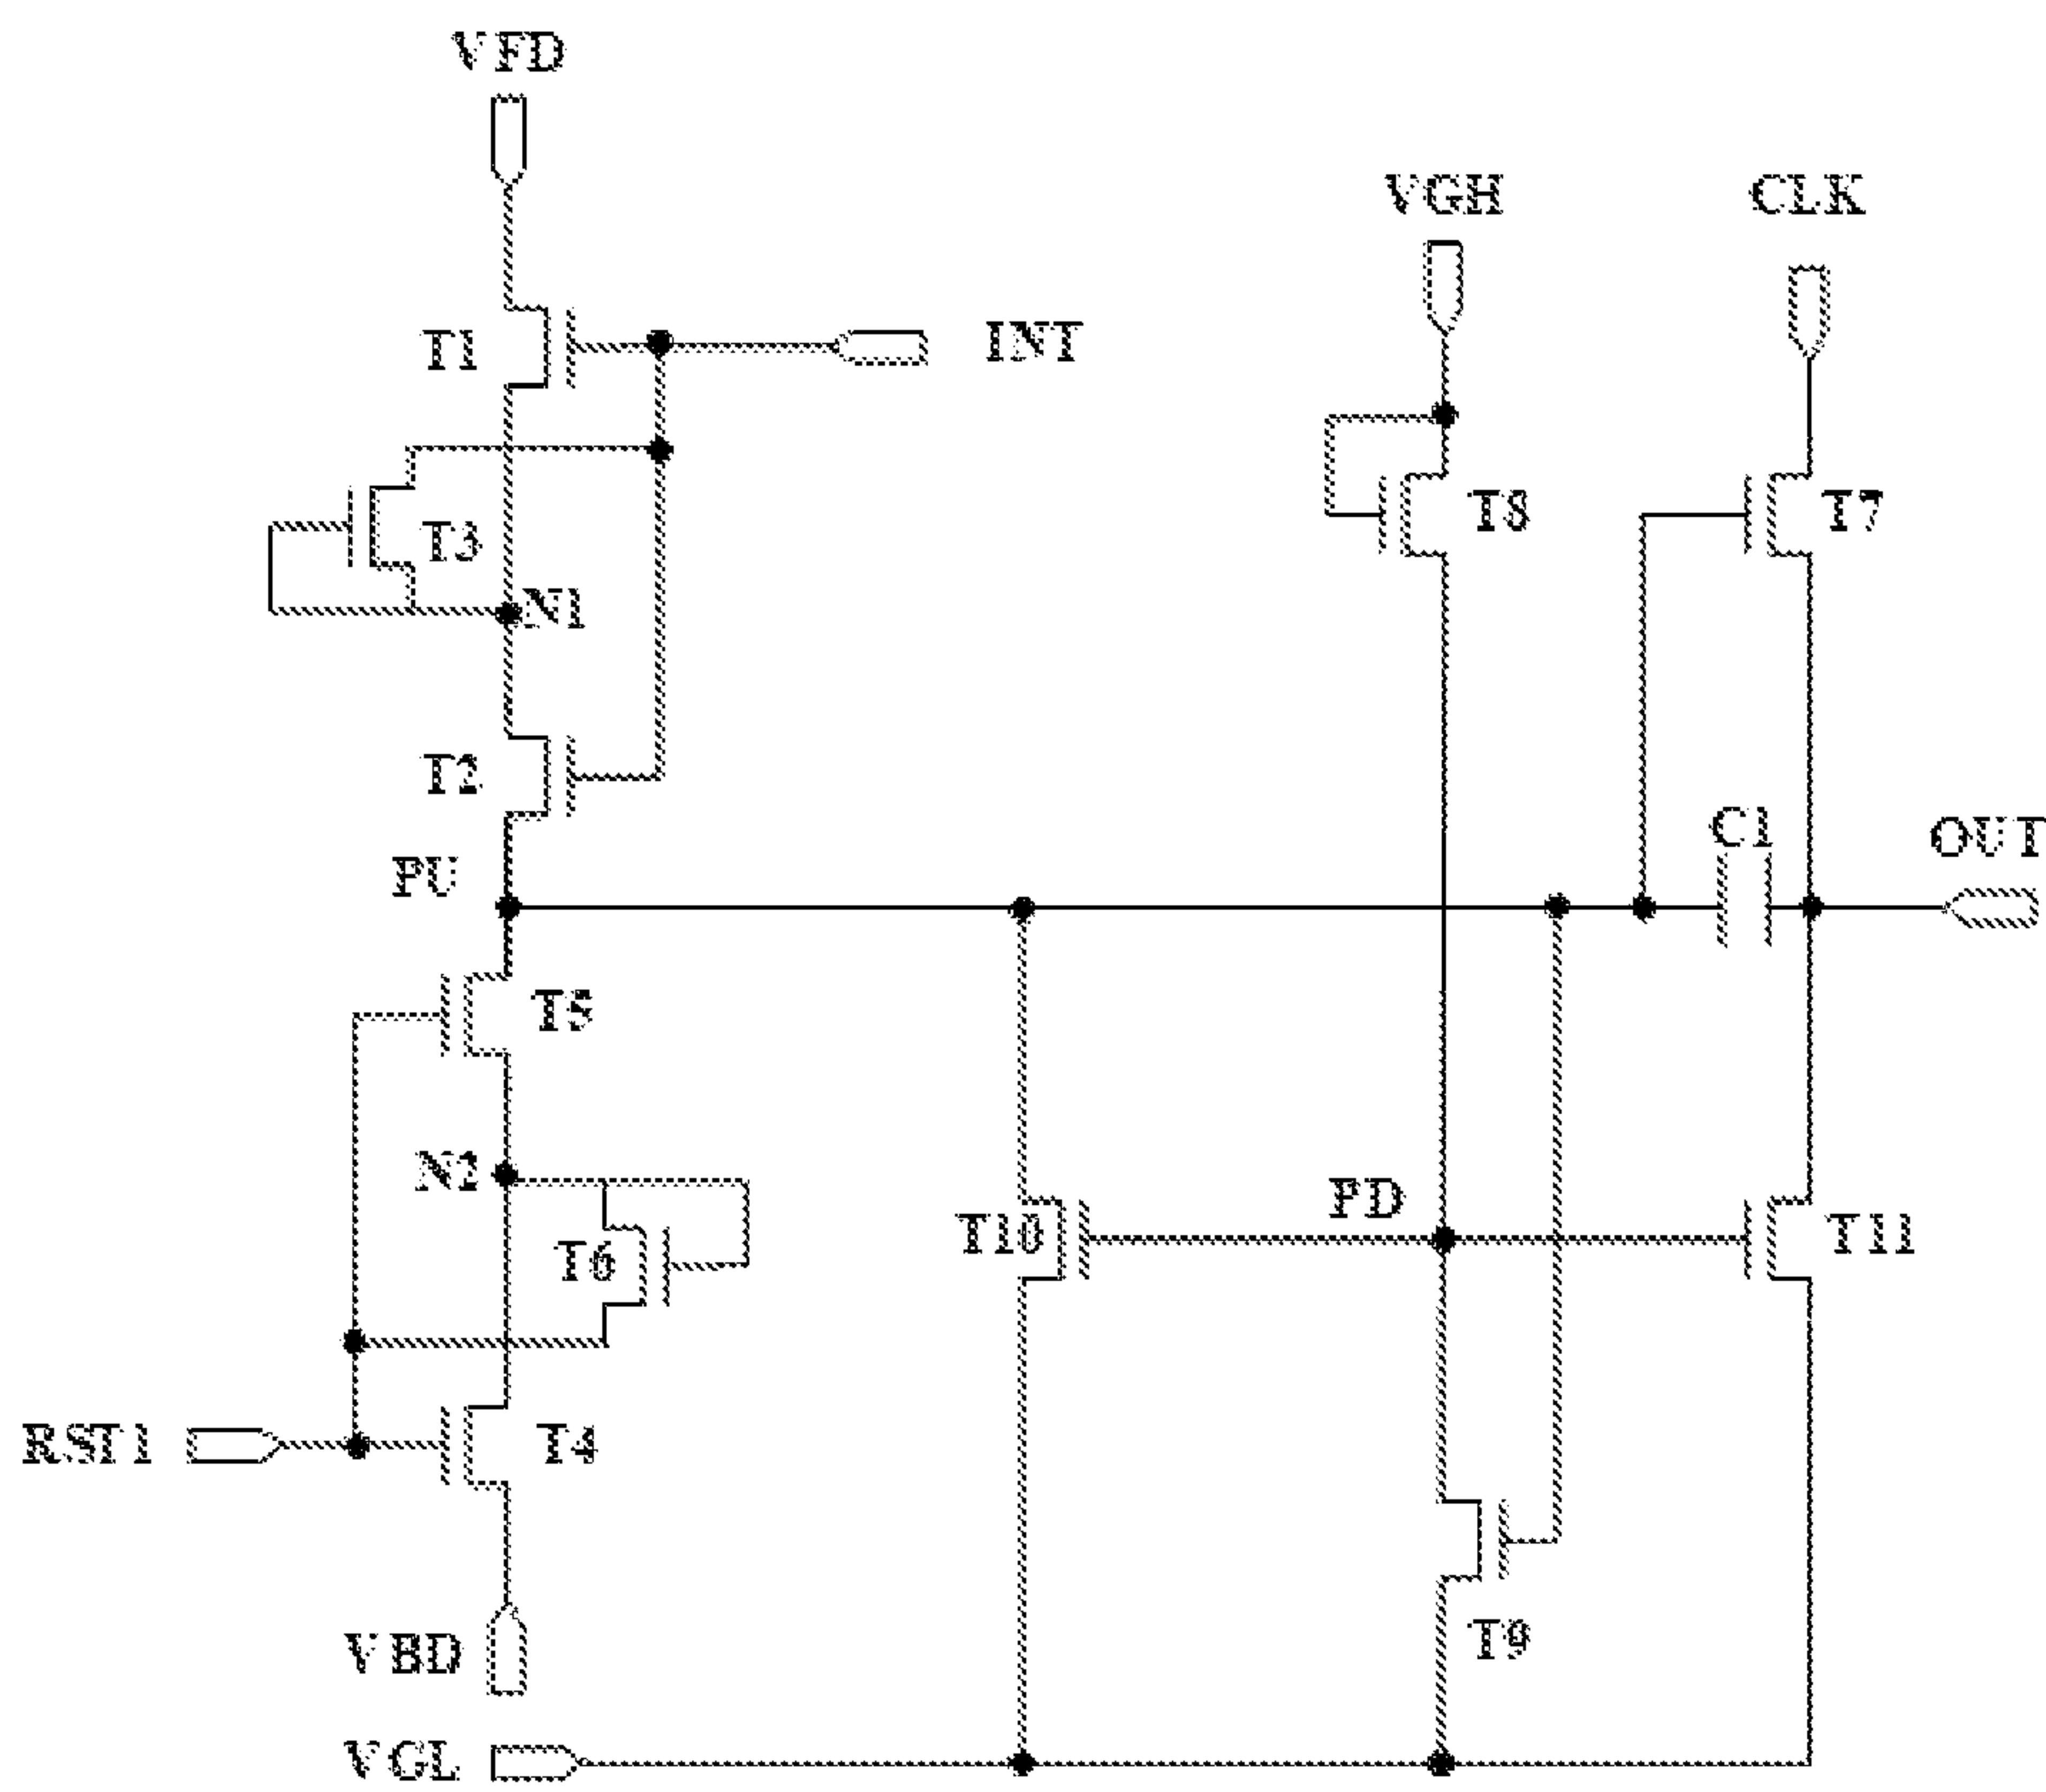 VFD
VGH
CLK
T1
INT
T3
T8
T7
N1
T2
C1
OUT
PU
T5
N2
PD
T10
T11
T6
RST1
T4
T9
VBD
VGL